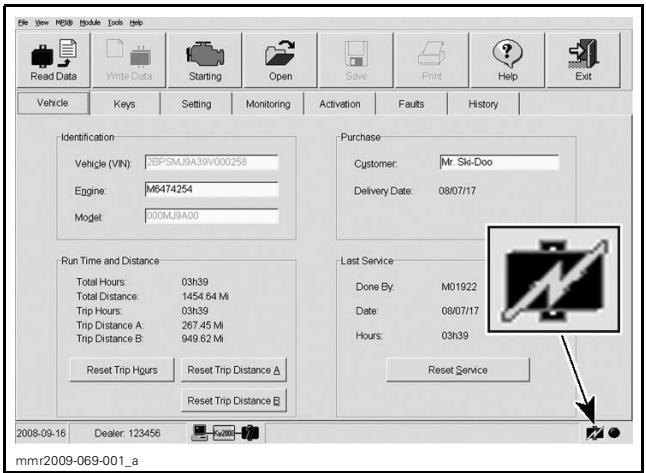 File View MPI® Module Tools Help
Read Data Write Data Starting Open Save Print Help Exit
Vehicle Keys Setting Monitoring Activation Faults History
Identification
Vehicle (VIN): 2BPSMJ9A39V000258
Engine: M6474254
Model: 000MJ9A00
Purchase
Customer: Mr. Ski-Doo
Delivery Date: 08/07/17
Run Time and Distance
Total Hours: 03h39
Total Distance: 1454.64 Mi
Trip Hours: 03h39
Trip Distance A: 267.45 Mi
Trip Distance B: 949.62 Mi
Reset Trip Hours Reset Trip Distance A
Reset Trip Distance B
Last Service
Done By: M01922
Date: 08/07/17
Hours: 03h39
Reset Service
2008-09-16 Dealer: 123456 Kw2000
mmr2009-069-001_a